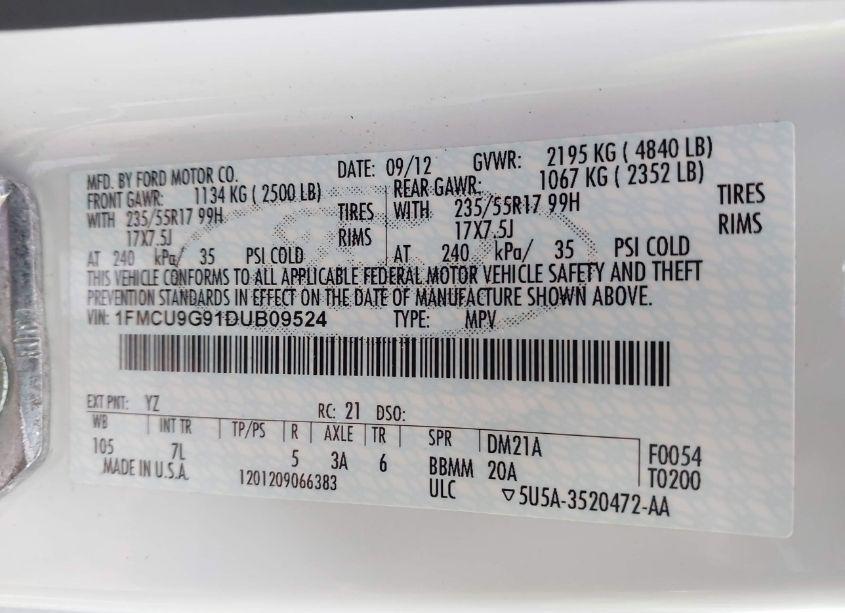 MFD. BY FORD MOTOR CO. DATE: 09/12 GVWR: 2195 KG ( 4840 LB)
FRONT GAWR: 1134 KG ( 2500 LB) REAR GAWR: 1067 KG ( 2352 LB)
WITH 235/55R17 99H TIRES WITH 235/55R17 99H TIRES
17X7.5J RIMS 17X7.5J RIMS
AT 240 kPa/ 35 PSI COLD AT 240 kPa/ 35 PSI COLD
THIS VEHICLE CONFORMS TO ALL APPLICABLE FEDERAL MOTOR VEHICLE SAFETY AND THEFT
PREVENTION STANDARDS IN EFFECT ON THE DATE OF MANUFACTURE SHOWN ABOVE.
VIN: 1FMCU9G91DUB09524 TYPE: MPV
EXT PNT: YZ RC: 21 DSO:
WB INT TR TP/PS R AXLE TR SPR DM21A F0054
105 7L 5 3A 6 BBMM 20A T0200
MADE IN U.S.A. 1201209066383 ULC ▽5U5A-3520472-AA